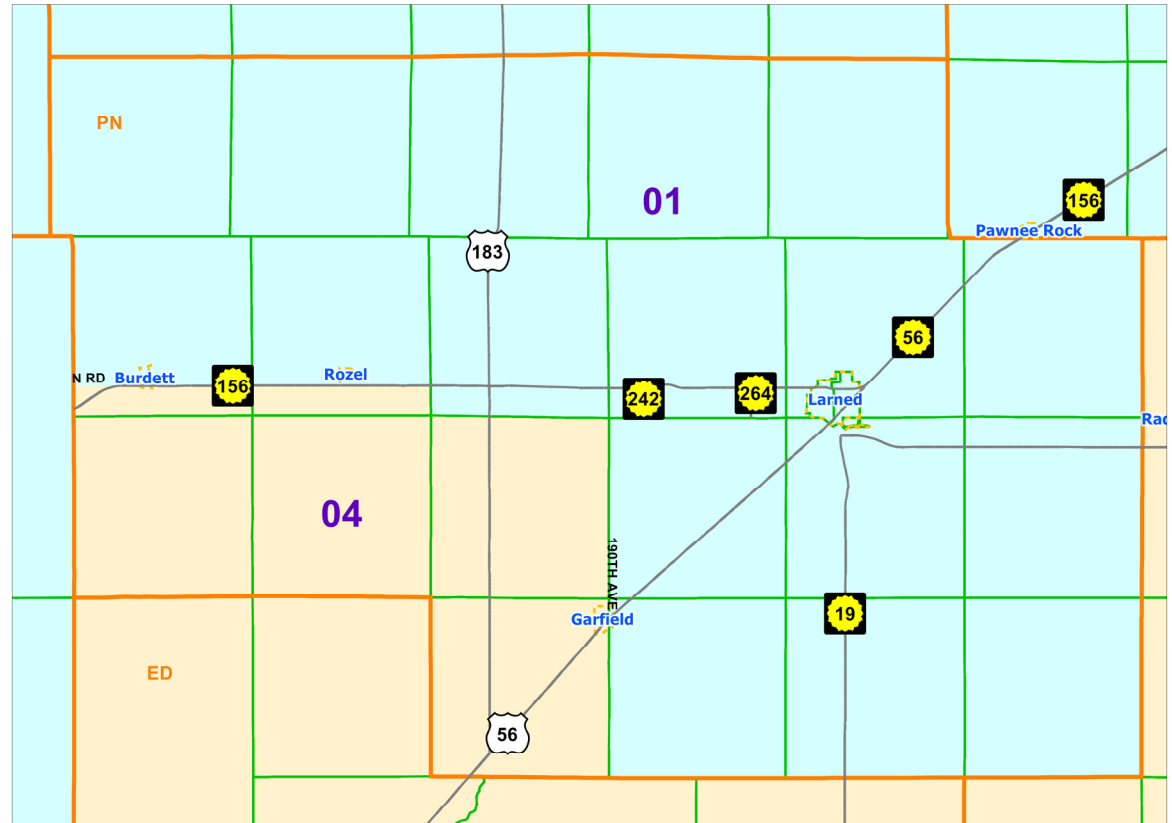 PN
01
156
Pawnee Rock
183
56
N RD
Burdett
156
Rozel
242
264
Larned
Rad
04
190TH AVE
Garfield
19
ED
56